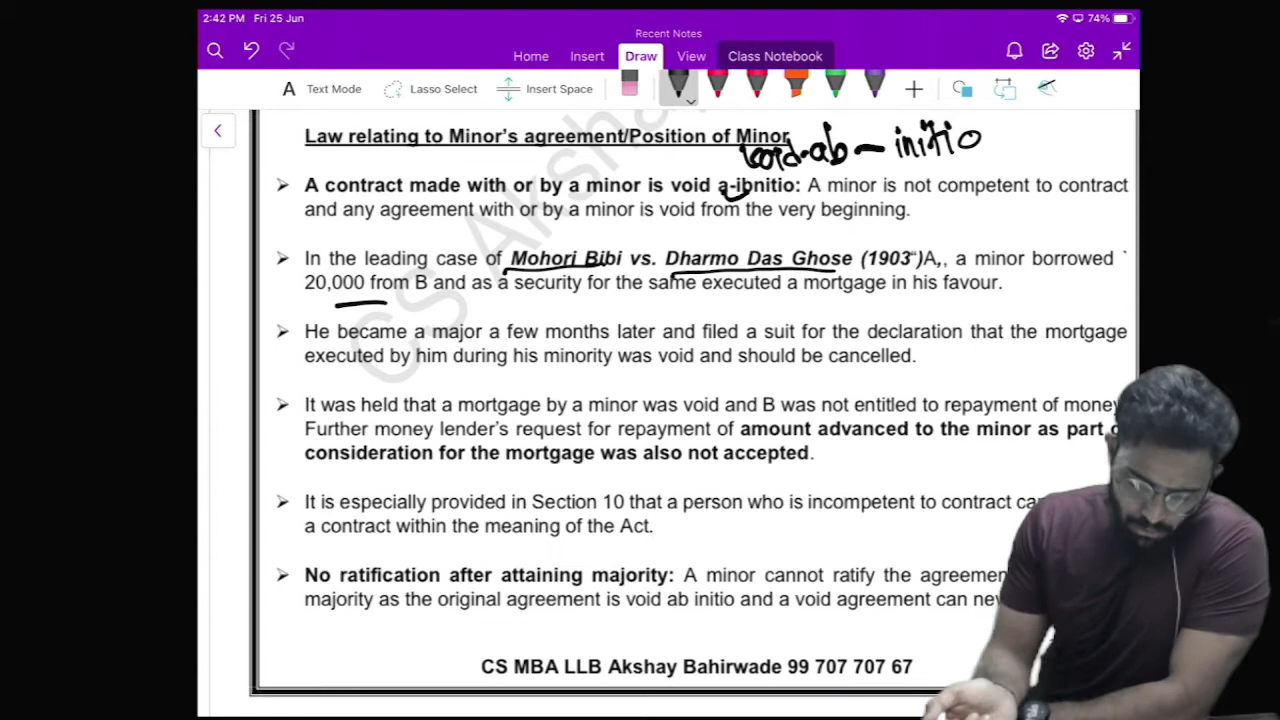 2:42 PM Fri 25 Jun
74%
Recent Notes
Home Insert Draw View Class Notebook
A Text Mode Lasso Select Insert Space
Law relating to Minor's agreement/Position of Minor
void-ab - initio
➢ A contract made with or by a minor is void a-ibnitio: A minor is not competent to contract
and any agreement with or by a minor is void from the very beginning.
➢ In the leading case of Mohori Bibi vs. Dharmo Das Ghose (1903")A,, a minor borrowed `
20,000 from B and as a security for the same executed a mortgage in his favour.
➢ He became a major a few months later and filed a suit for the declaration that the mortgage
executed by him during his minority was void and should be cancelled.
➢ It was held that a mortgage by a minor was void and B was not entitled to repayment of money
Further money lender's request for repayment of amount advanced to the minor as part
consideration for the mortgage was also not accepted.
➢ It is especially provided in Section 10 that a person who is incompetent to contract
a contract within the meaning of the Act.
➢ No ratification after attaining majority: A minor cannot ratify the
majority as the original agreement is void ab initio and a void agreement can
CS MBA LLB Akshay Bahirwade 99 707 707 67
CS Aksha